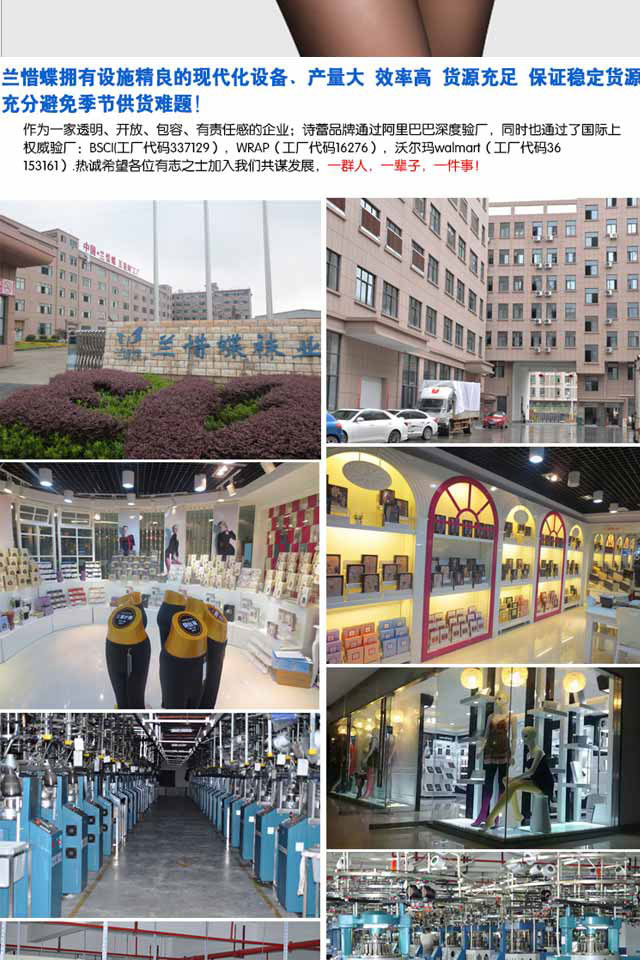 兰惜蝶拥有设施精良的现代化设备、产量大 效率高 货源充足 保证稳定货源
充分避免季节供货难题！
作为一家透明、开放、包容、有责任感的企业；诗蕾品牌通过阿里巴巴深度验厂，同时也通过了国际上
权威验厂：BSCI(工厂代码337129），WRAP（工厂代码16276），沃尔玛walmart（工厂代码36
153161）.热诚希望各位有志之士加入我们共谋发展，一群人，一辈子，一件事！
中国·兰惜蝶
兰惜蝶袜业